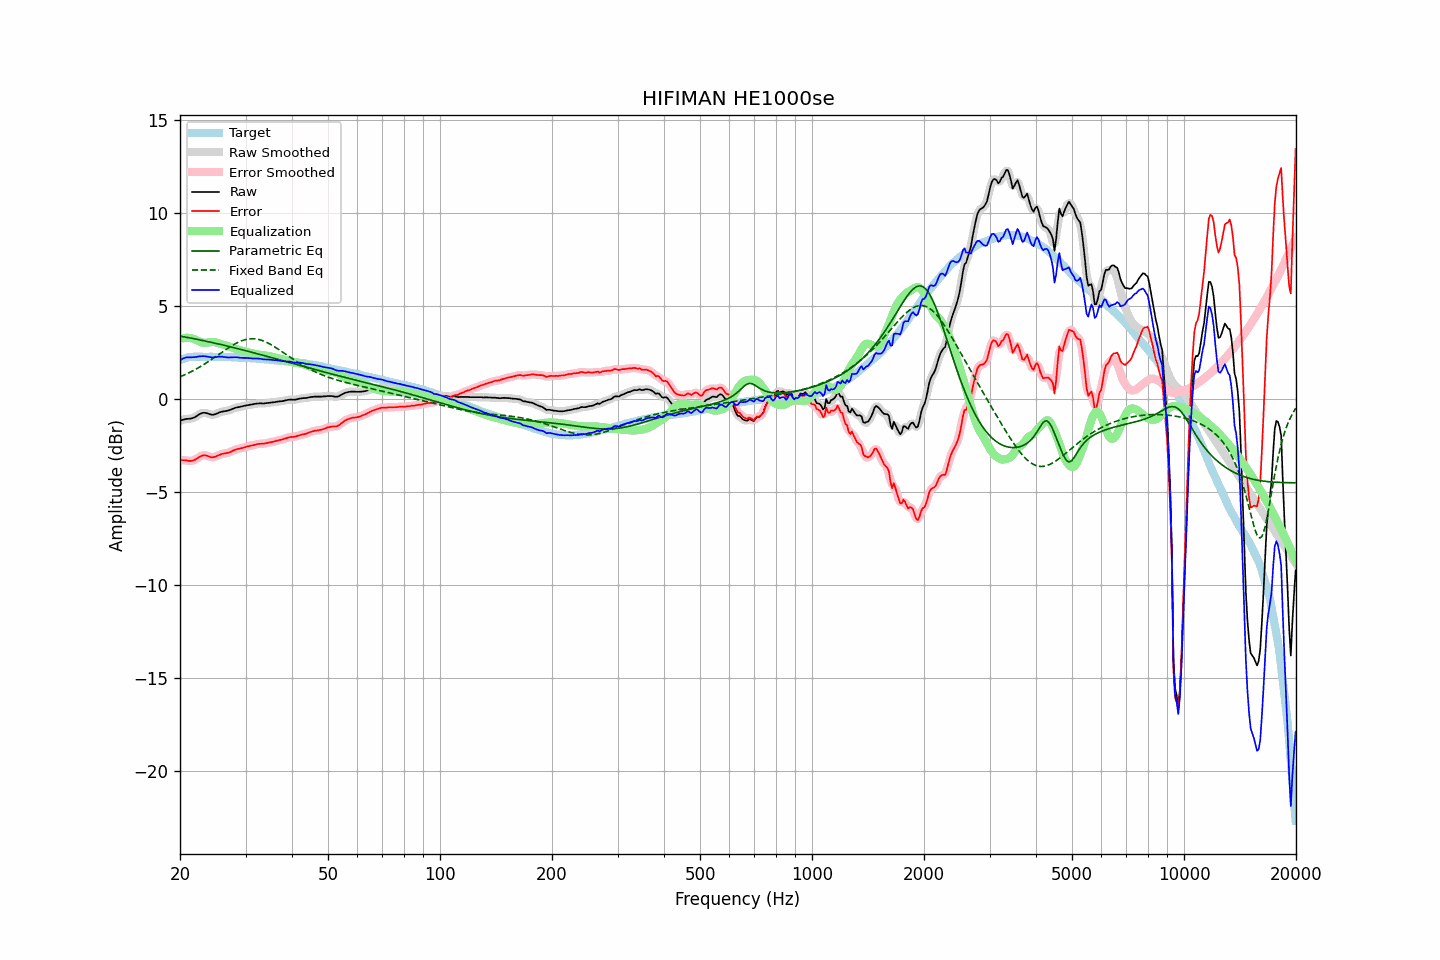 HIFIMAN HE1000se
Target
Raw Smoothed
Error Smoothed
Raw
Error
Equalization
Parametric Eq
Fixed Band Eq
Equalized
15
10
5
0
−5
−10
−15
−20
Amplitude (dBr)
20 50 100 200 500 1000 2000 5000 10000 20000
Frequency (Hz)